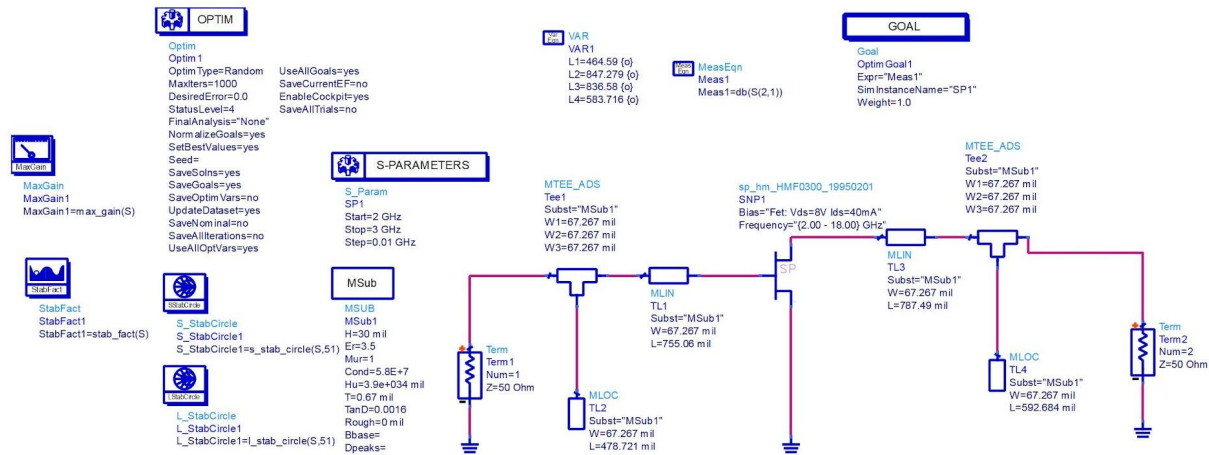 OPTIM
Optim
Optim1
OptimType=Random
MaxIters=1000
DesiredError=0.0
StatusLevel=4
FinalAnalysis="None"
NormalizeGoals=yes
SetBestValues=yes
Seed=
SaveSolns=yes
SaveGoals=yes
SaveOptimVars=no
UpdateDataset=yes
SaveNominal=no
SaveAllIterations=no
UseAllOptVars=yes
UseAllGoals=yes
SaveCurrentEF=no
EnableCockpit=yes
SaveAllTrials=no
Var
Eqn
VAR
VAR1
L1=464.59 {o}
L2=847.279 {o}
L3=836.58 {o}
L4=583.716 {o}
Meas
Eqn
MeasEqn
Meas1
Meas1=db(S(2,1))
GOAL
Goal
OptimGoal1
Expr="Meas1"
SimInstanceName="SP1"
Weight=1.0
MaxGain
MaxGain
MaxGain1
MaxGain1=max_gain(S)
StabFact
StabFact
StabFact1
StabFact1=stab_fact(S)
SStabCircle
S_StabCircle
S_StabCircle1
S_StabCircle1=s_stab_circle(S,51)
LStabCircle
L_StabCircle
L_StabCircle1
L_StabCircle1=l_stab_circle(S,51)
S-PARAMETERS
S_Param
SP1
Start=2 GHz
Stop=3 GHz
Step=0.01 GHz
MSub
MSUB
MSub1
H=30 mil
Er=3.5
Mur=1
Cond=5.8E+7
Hu=3.9e+034 mil
T=0.67 mil
TanD=0.0016
Rough=0 mil
Bbase=
Dpeaks=
Term
Term1
Num=1
Z=50 Ohm
MTEE_ADS
Tee1
Subst="MSub1"
W1=67.267 mil
W2=67.267 mil
W3=67.267 mil
MLOC
TL2
Subst="MSub1"
W=67.267 mil
L=478.721 mil
MLIN
TL1
Subst="MSub1"
W=67.267 mil
L=755.06 mil
sp_hm_HMF0300_19950201
SNP1
Bias="Fet: Vds=8V Ids=40mA"
Frequency="{2.00 - 18.00} GHz"
SP
MLIN
TL3
Subst="MSub1"
W=67.267 mil
L=787.49 mil
MTEE_ADS
Tee2
Subst="MSub1"
W1=67.267 mil
W2=67.267 mil
W3=67.267 mil
MLOC
TL4
Subst="MSub1"
W=67.267 mil
L=592.684 mil
Term
Term2
Num=2
Z=50 Ohm